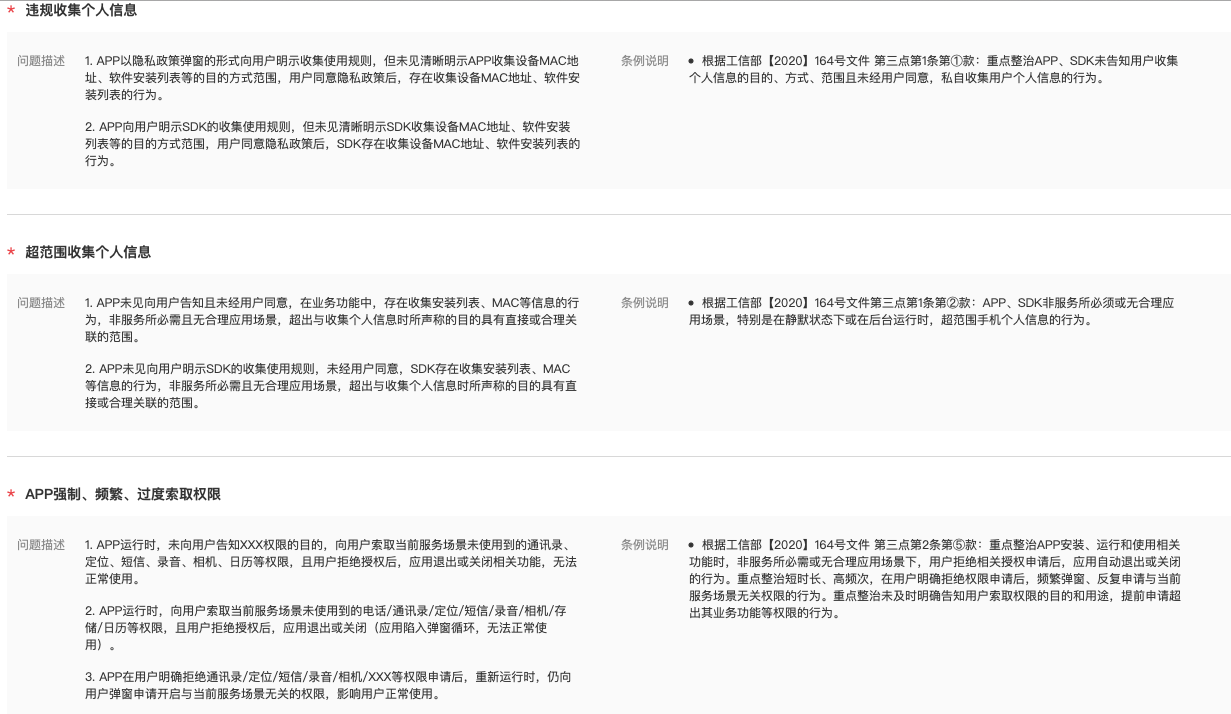 * 违规收集个人信息
问题描述
1. APP以隐私政策弹窗的形式向用户明示收集使用规则，但未见清晰明示APP收集设备MAC地
址、软件安装列表等的目的方式范围，用户同意隐私政策后，存在收集设备MAC地址、软件安
装列表的行为。
2. APP向用户明示SDK的收集使用规则，但未见清晰明示SDK收集设备MAC地址、软件安装
列表等的目的方式范围，用户同意隐私政策后，SDK存在收集设备MAC地址、软件安装列表的
行为。
条例说明
● 根据工信部【2020】164号文件 第三点第1条第①款：重点整治APP、SDK未告知用户收集
个人信息的目的、方式、范围且未经用户同意，私自收集用户个人信息的行为。
* 超范围收集个人信息
问题描述
1. APP未见向用户告知且未经用户同意，在业务功能中，存在收集安装列表、MAC等信息的行
为，非服务所必需且无合理应用场景，超出与收集个人信息时所声称的目的具有直接或合理关
联的范围。
2. APP未见向用户明示SDK的收集使用规则，未经用户同意，SDK存在收集安装列表、MAC
等信息的行为，非服务所必需且无合理应用场景，超出与收集个人信息时所声称的目的具有直
接或合理关联的范围。
条例说明
● 根据工信部【2020】164号文件第三点第1条第②款：APP、SDK非服务所必须或无合理应
用场景，特别是在静默状态下或在后台运行时，超范围手机个人信息的行为。
* APP强制、频繁、过度索取权限
问题描述
1. APP运行时，未向用户告知XXX权限的目的，向用户索取当前服务场景未使用到的通讯录、
定位、短信、录音、相机、日历等权限，且用户拒绝授权后，应用退出或关闭相关功能，无法
正常使用。
2. APP运行时，向用户索取当前服务场景未使用到的电话/通讯录/定位/短信/录音/相机/存
储/日历等权限，且用户拒绝授权后，应用退出或关闭（应用陷入弹窗循环，无法正常使
用）。
3. APP在用户明确拒绝通讯录/定位/短信/录音/相机/XXX等权限申请后，重新运行时，仍向
用户弹窗申请开启与当前服务场景无关的权限，影响用户正常使用。
条例说明
● 根据工信部【2020】164号文件 第三点第2条第⑤款：重点整治APP安装、运行和使用相关
功能时，非服务所必需或无合理应用场景下，用户拒绝相关授权申请后，应用自动退出或关闭
的行为。重点整治短时长、高频次，在用户明确拒绝权限申请后，频繁弹窗、反复申请与当前
服务场景无关权限的行为。重点整治未及时明确告知用户索取权限的目的和用途，提前申请超
出其业务功能等权限的行为。